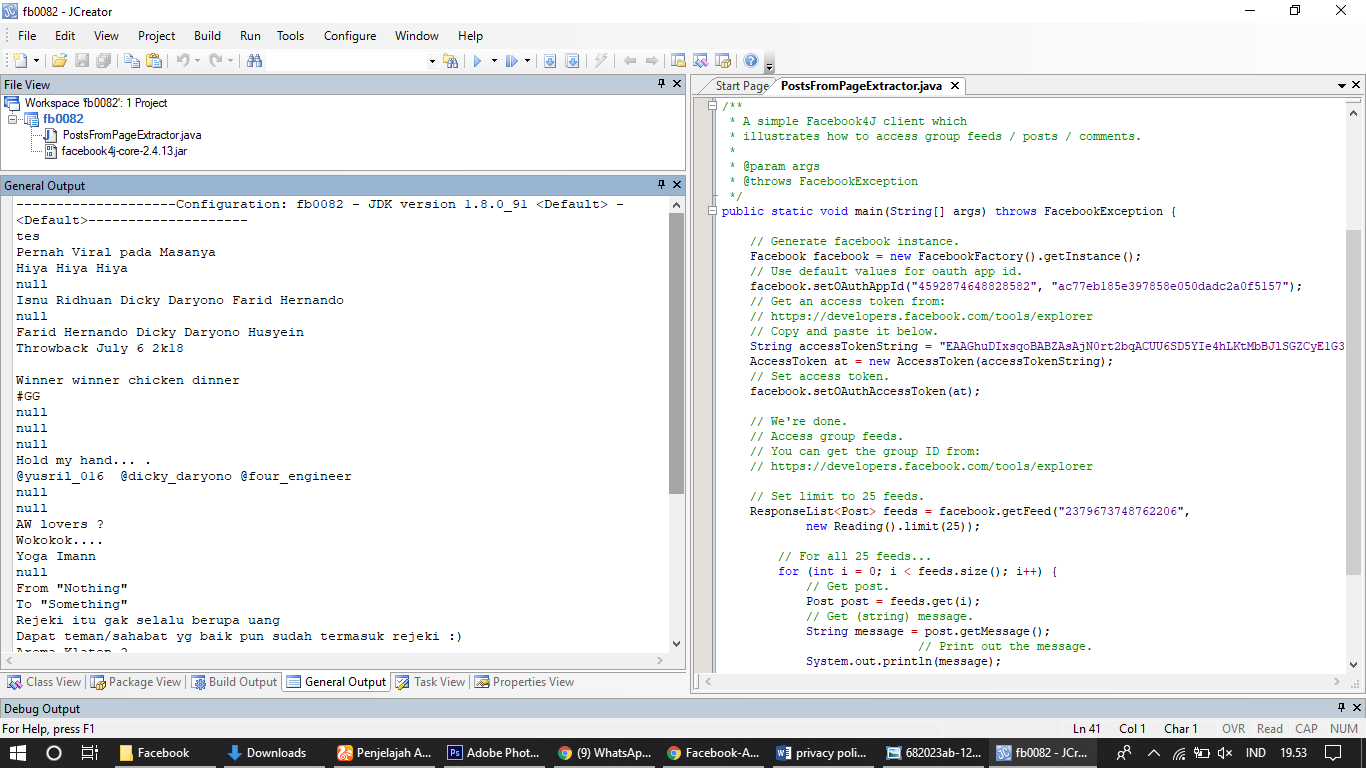 fb0082 - JCreator
File Edit View Project Build Run Tools Configure Window Help
File View
Workspace 'fb0082': 1 Project
fb0082
PostsFromPageExtractor.java
facebook4j-core-2.4.13.jar
General Output
--------------------Configuration: fb0082 - JDK version 1.8.0_91 <Default> -
<Default>--------------------
tes
Pernah Viral pada Masanya
Hiya Hiya Hiya
null
Isnu Ridhuan Dicky Daryono Farid Hernando
null
Farid Hernando Dicky Daryono Husyein
Throwback July 6 2k18
Winner winner chicken dinner
#GG
null
null
null
Hold my hand... .
@yusril_016  @dicky_daryono @four_engineer
null
null
AW lovers ?
Wokokok....
Yoga Imann
null
From "Nothing"
To "Something"
Rejeki itu gak selalu berupa uang
Dapat teman/sahabat yg baik pun sudah termasuk rejeki :)
Aroma Klaten ?
Class View Package View Build Output General Output Task View Properties View
Start Page PostsFromPageExtractor.java
/**
* A simple Facebook4J client which
* illustrates how to access group feeds / posts / comments.
*
* @param args
* @throws FacebookException
*/
public static void main(String[] args) throws FacebookException {
// Generate facebook instance.
Facebook facebook = new FacebookFactory().getInstance();
// Use default values for oauth app id.
facebook.setOAuthAppId("4592874648828582", "ac77eb185e397858e050dadc2a0f5157");
// Get an access token from:
// https://developers.facebook.com/tools/explorer
// Copy and paste it below.
String accessTokenString = "EAAGhuDIxsqoBABZAsAjN0rt2bqACUU6SD5YIe4hLKtMbBJlSGZCyElG3
AccessToken at = new AccessToken(accessTokenString);
// Set access token.
facebook.setOAuthAccessToken(at);
// We're done.
// Access group feeds.
// You can get the group ID from:
// https://developers.facebook.com/tools/explorer
// Set limit to 25 feeds.
ResponseList<Post> feeds = facebook.getFeed("2379673748762206",
new Reading().limit(25));
// For all 25 feeds...
for (int i = 0; i < feeds.size(); i++) {
// Get post.
Post post = feeds.get(i);
// Get (string) message.
String message = post.getMessage();
// Print out the message.
System.out.println(message);
Debug Output
For Help, press F1
Ln 41 Col 1 Char 1 OVR Read CAP NUM
Facebook Downloads Penjelajah A... Adobe Phot... (9) WhatsAp... Facebook-A... privacy poli... 682023ab-12... fb0082 - JCr... IND 19.53